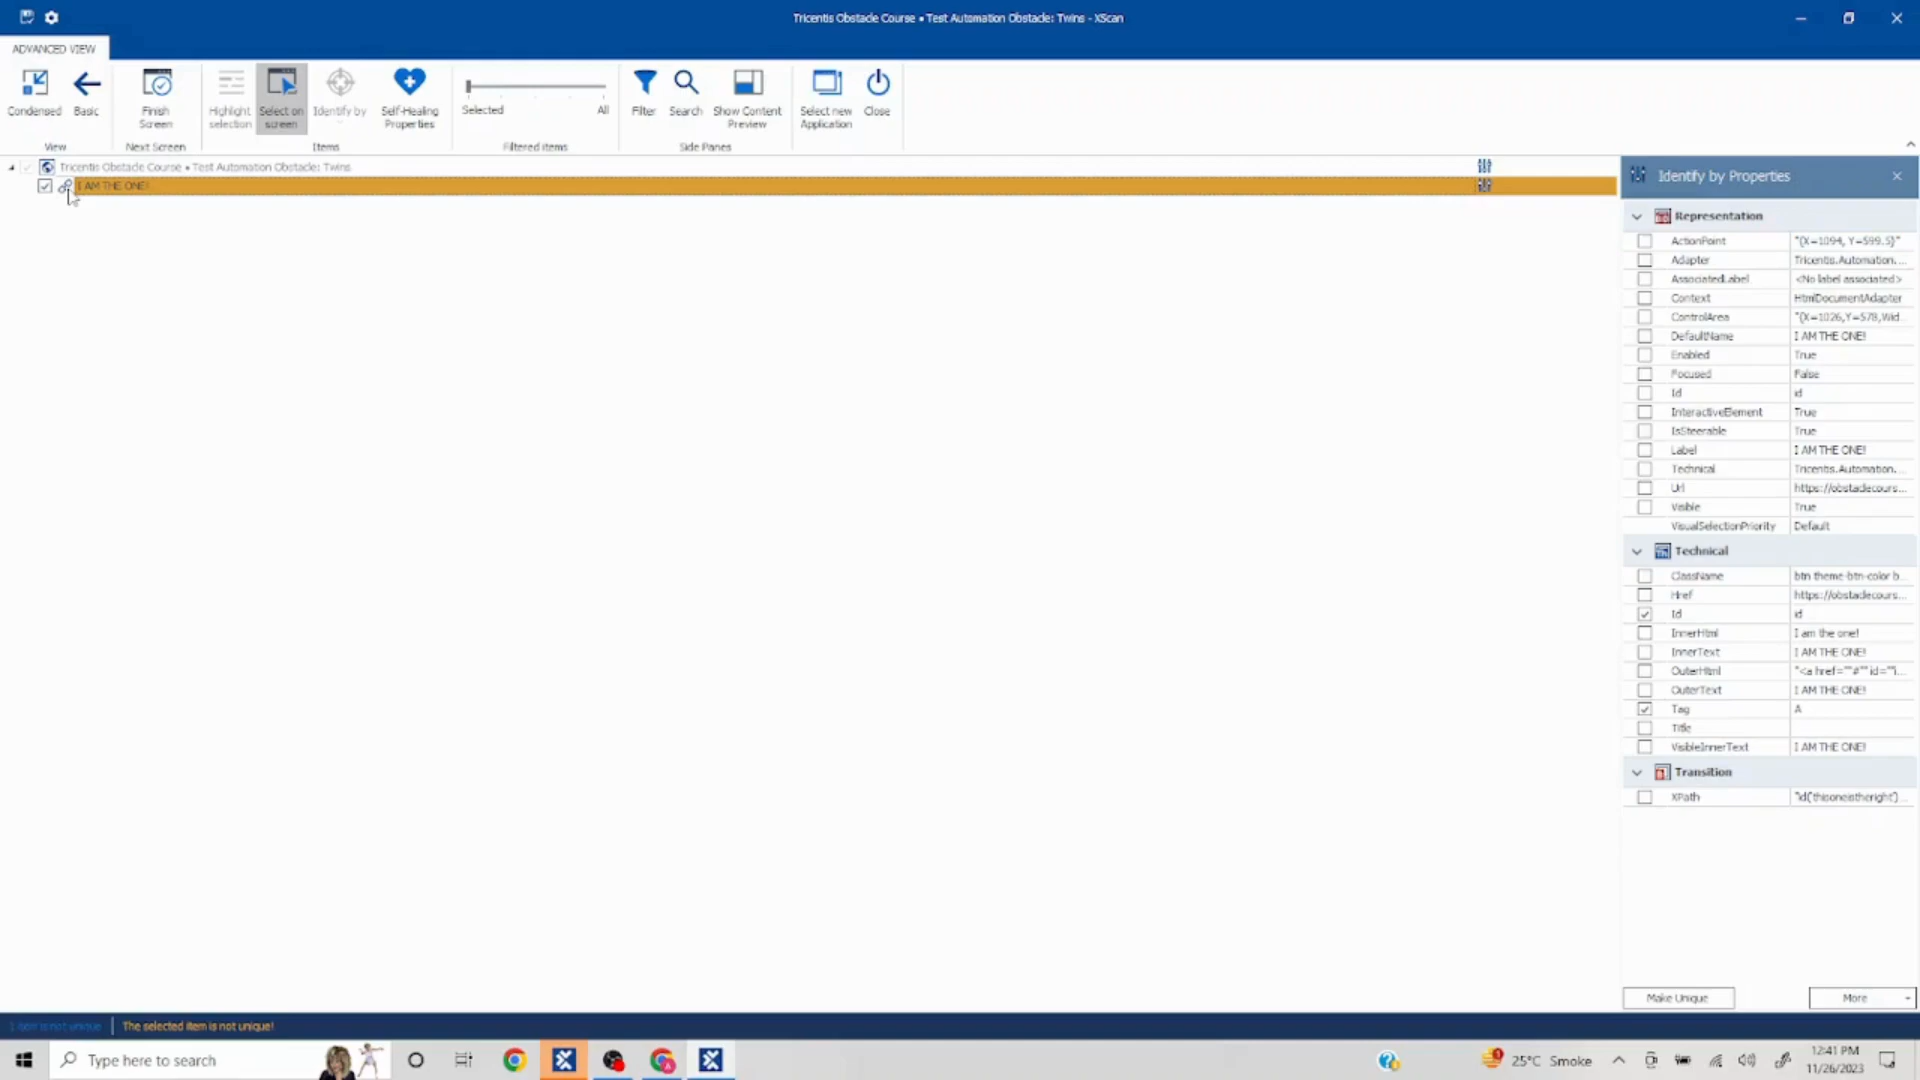 Tricentis Obstacle Course • Test Automation Obstacle: Twins - XScan
ADVANCED VIEW
Condensed
Basic
Finish Screen
Highlight selection
Select on screen
Identify by
Self-Healing Properties
Selected
All
Filter
Search
Show Content Preview
Select new Application
Close
View
Next Screen
Items
Filtered items
Side Panes
Tricentis Obstacle Course • Test Automation Obstacle: Twins
I AM THE ONE!
Identify by Properties
Representation
ActionPoint "{X=1094, Y=599.5}"
Adapter Tricentis.Automation....
AssociatedLabel <No label associated>
Context HtmlDocumentAdapter
ControlArea "{X=1026,Y=578,Wid...
DefaultName I AM THE ONE!
Enabled True
Focused False
Id id
InteractiveElement True
IsSteerable True
Label I AM THE ONE!
Technical Tricentis.Automation....
Url https://obstaclecours...
Visible True
VisualSelectionPriority Default
Technical
ClassName btn theme-btn-color b...
Href https://obstaclecours...
Id id
InnerHtml I am the one!
InnerText I AM THE ONE!
OuterHtml "<a href=""#"" id=""i...
OuterText I AM THE ONE!
Tag A
Title
VisibleInnerText I AM THE ONE!
Transition
XPath "id('thisoneistheright')...
Make Unique
More
1 item is not unique
The selected item is not unique!
Type here to search
25°C Smoke
12:41 PM
11/26/2023